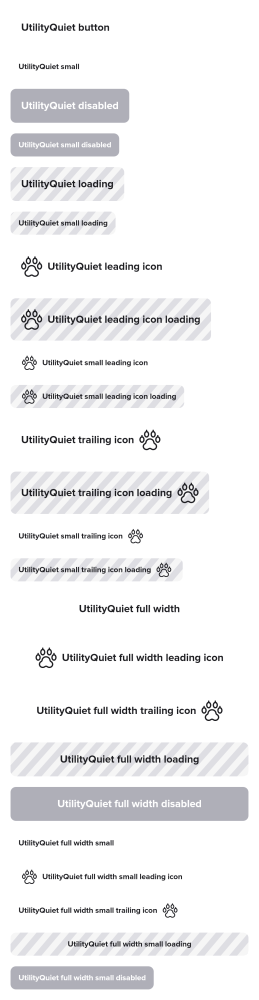 UtilityQuiet button
UtilityQuiet small
UtilityQuiet disabled
UtilityQuiet small disabled
UtilityQuiet loading
UtilityQuiet small loading
UtilityQuiet leading icon
UtilityQuiet leading icon loading
UtilityQuiet small leading icon
UtilityQuiet small leading icon loading
UtilityQuiet trailing icon
UtilityQuiet trailing icon loading
UtilityQuiet small trailing icon
UtilityQuiet small trailing icon loading
UtilityQuiet full width
UtilityQuiet full width leading icon
UtilityQuiet full width trailing icon
UtilityQuiet full width loading
UtilityQuiet full width disabled
UtilityQuiet full width small
UtilityQuiet full width small leading icon
UtilityQuiet full width small trailing icon
UtilityQuiet full width small loading
UtilityQuiet full width small disabled